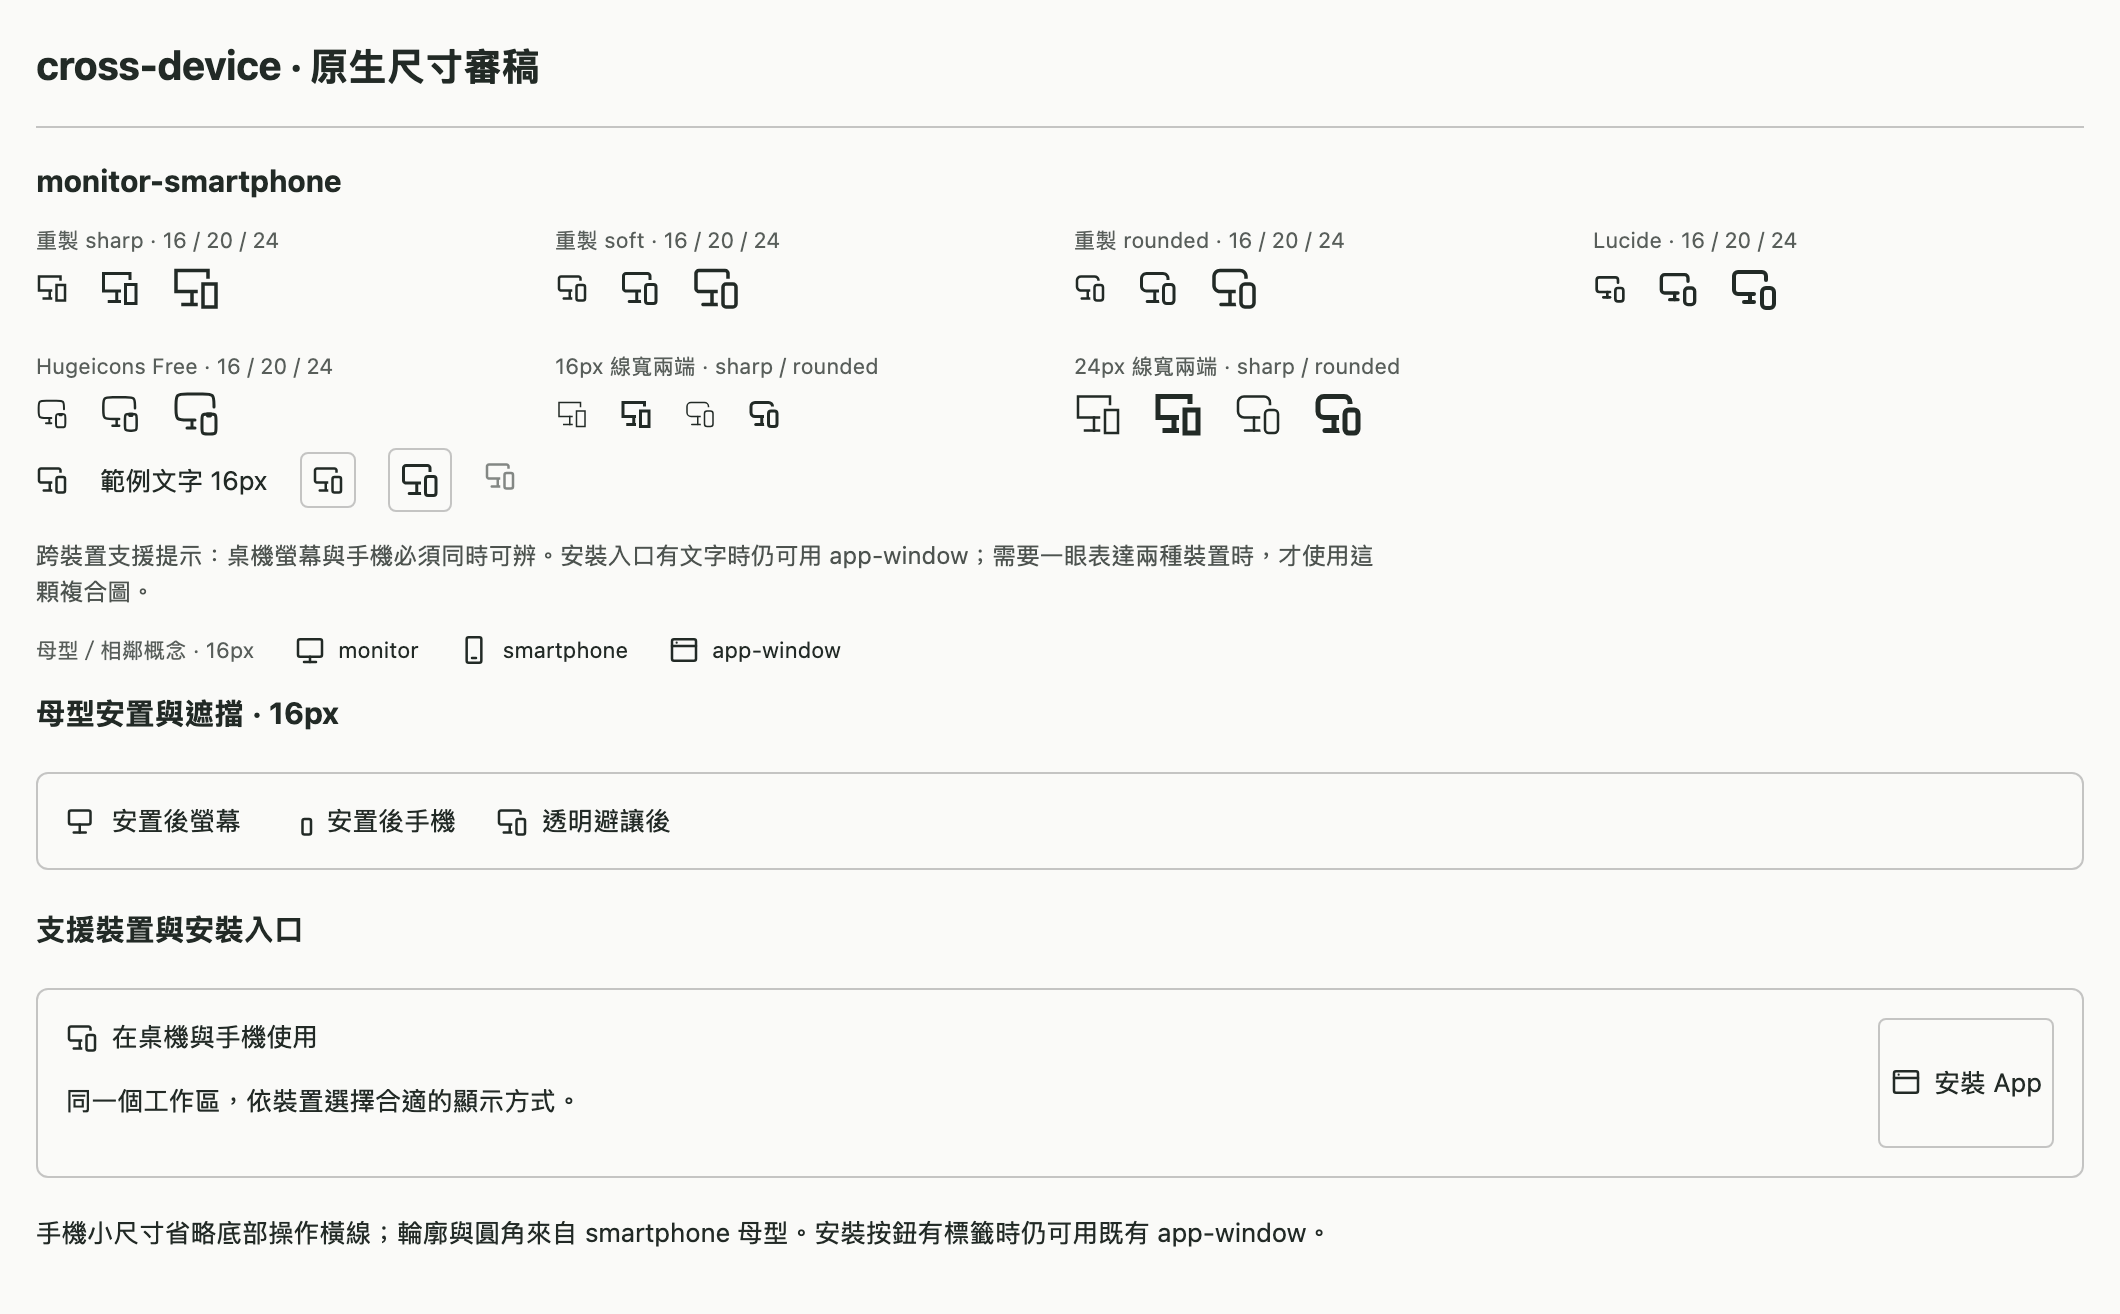 cross-device · 原生尺寸審稿
monitor-smartphone
重製 sharp · 16 / 20 / 24
重製 soft · 16 / 20 / 24
重製 rounded · 16 / 20 / 24
Lucide · 16 / 20 / 24
Hugeicons Free · 16 / 20 / 24
16px 線寬兩端 · sharp / rounded
24px 線寬兩端 · sharp / rounded
範例文字 16px
跨裝置支援提示：桌機螢幕與手機必須同時可辨。安裝入口有文字時仍可用 app-window；需要一眼表達兩種裝置時，才使用這
顆複合圖。
母型 / 相鄰概念 · 16px
monitor
smartphone
app-window
母型安置與遮擋 · 16px
安置後螢幕
安置後手機
透明避讓後
支援裝置與安裝入口
在桌機與手機使用
同一個工作區，依裝置選擇合適的顯示方式。
安裝 App
手機小尺寸省略底部操作橫線；輪廓與圓角來自 smartphone 母型。安裝按鈕有標籤時仍可用既有 app-window。